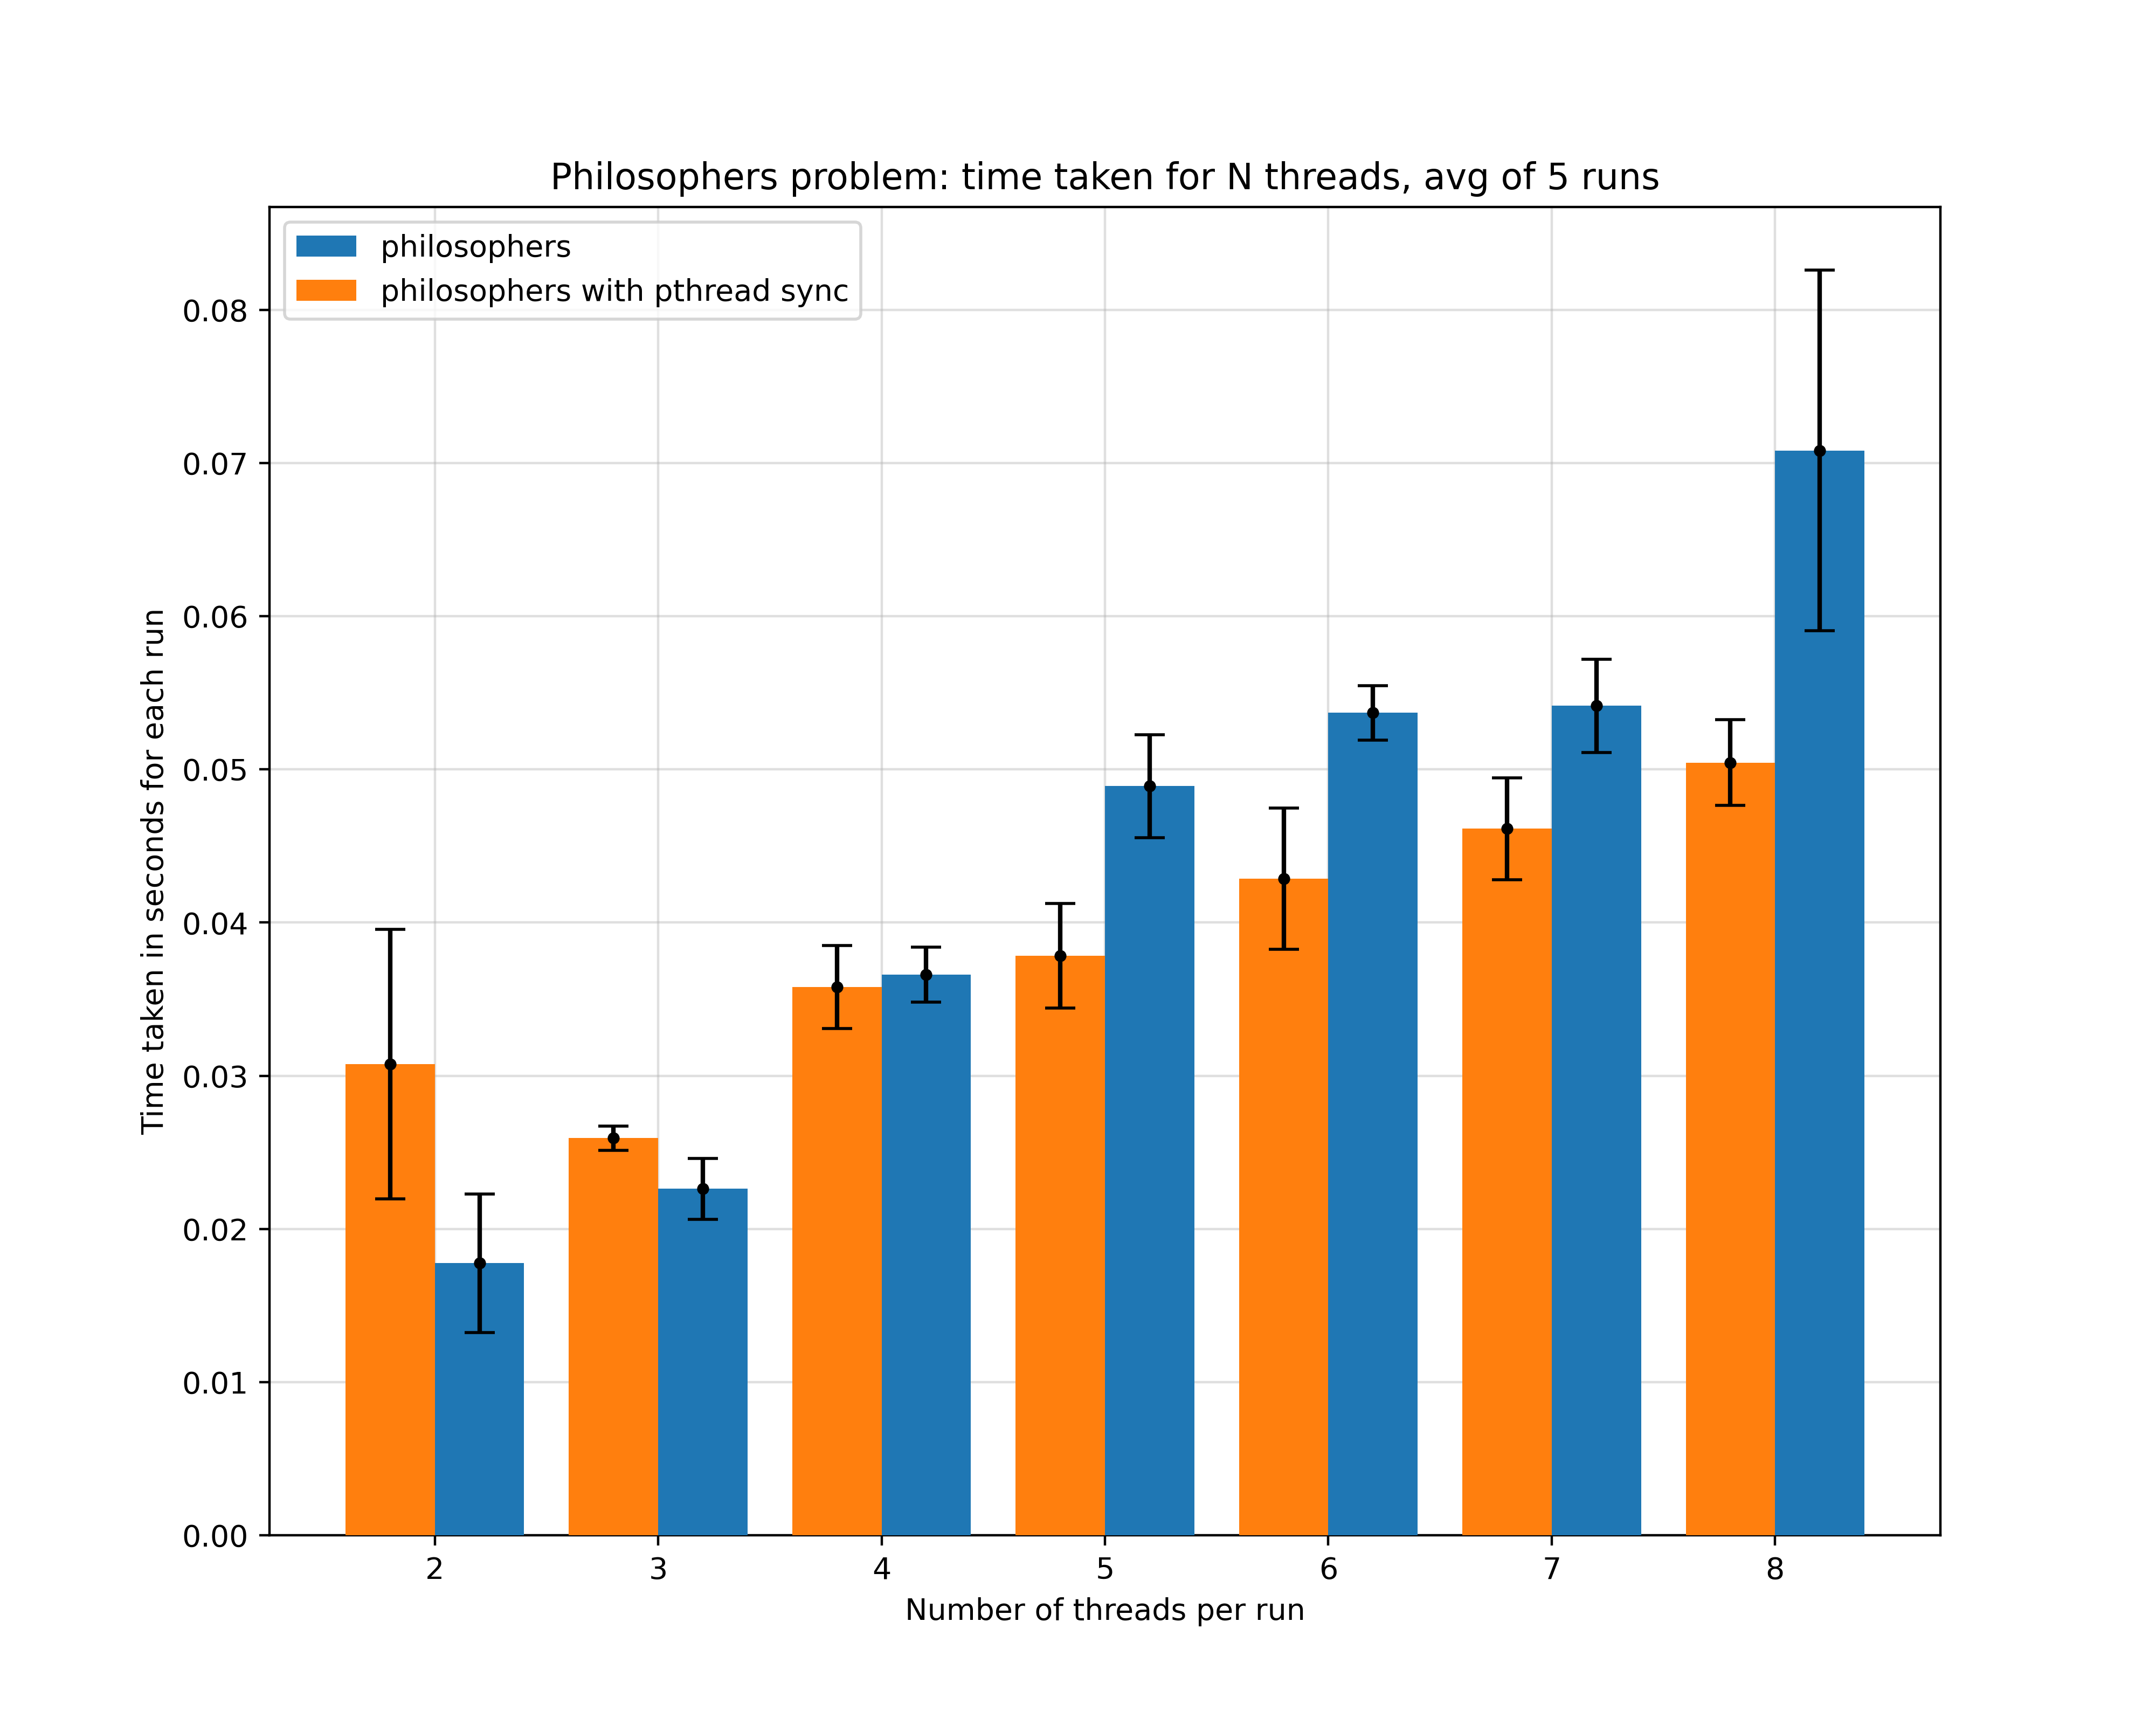 Philosophers problem: time taken for N threads, avg of 5 runs
philosophers
philosophers with pthread sync
0.08
0.07
0.06
0.05
0.04
0.03
0.02
0.01
0.00
Time taken in seconds for each run
2 3 4 5 6 7 8
Number of threads per run